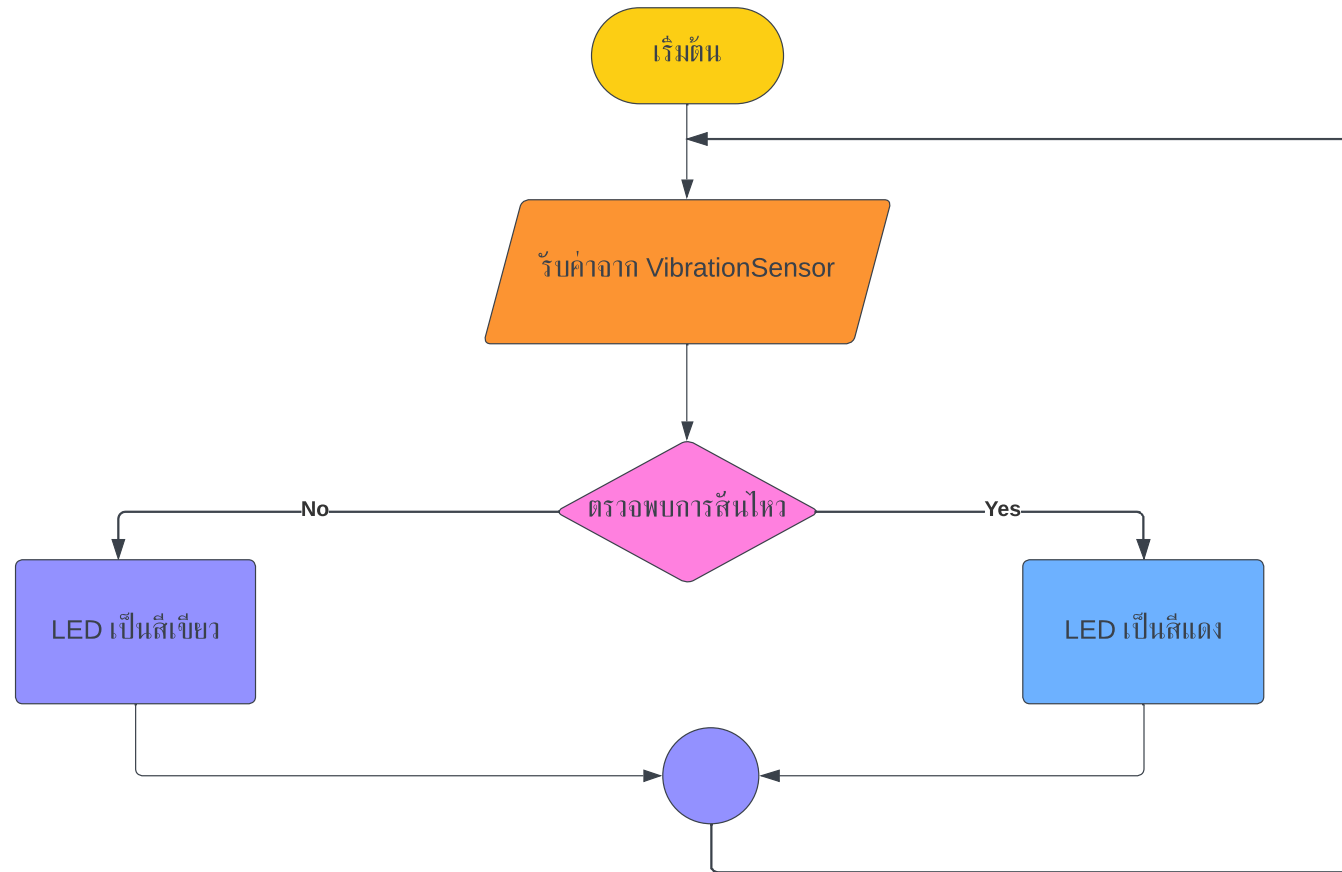 เริ่มต้น
รับค่าจาก VibrationSensor
ตรวจพบการสั่นไหว
No
Yes
LED เป็นสีเขียว
LED เป็นสีแดง